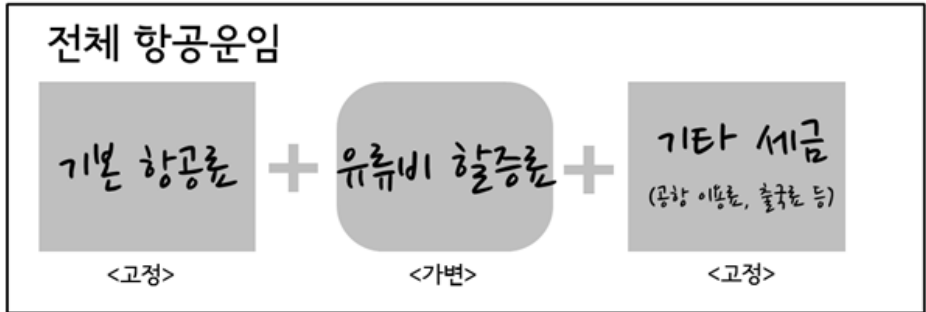 전체 항공운임
기본 항공료 + 유류비 할증료 + 기타 세금
(공항 이용료, 출국료 등)
<고정> <가변> <고정>